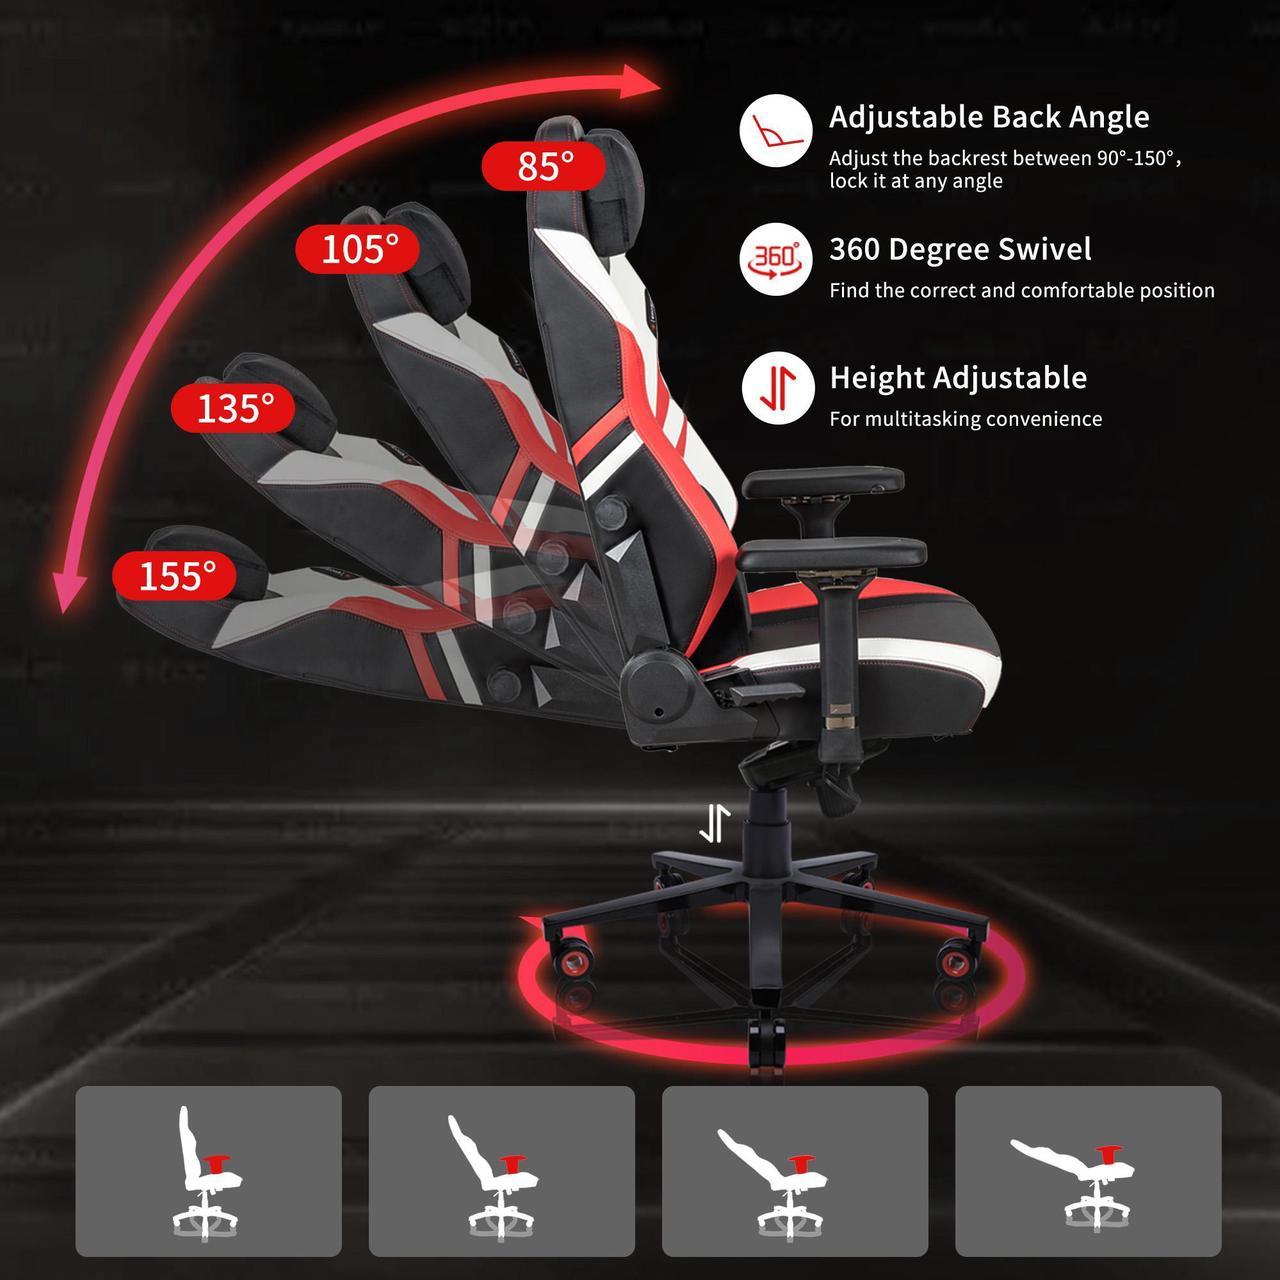 85°
105°
135°
155°
Adjustable Back Angle
Adjust the backrest between 90°-150°,
lock it at any angle
360°
360 Degree Swivel
Find the correct and comfortable position
Height Adjustable
For multitasking convenience